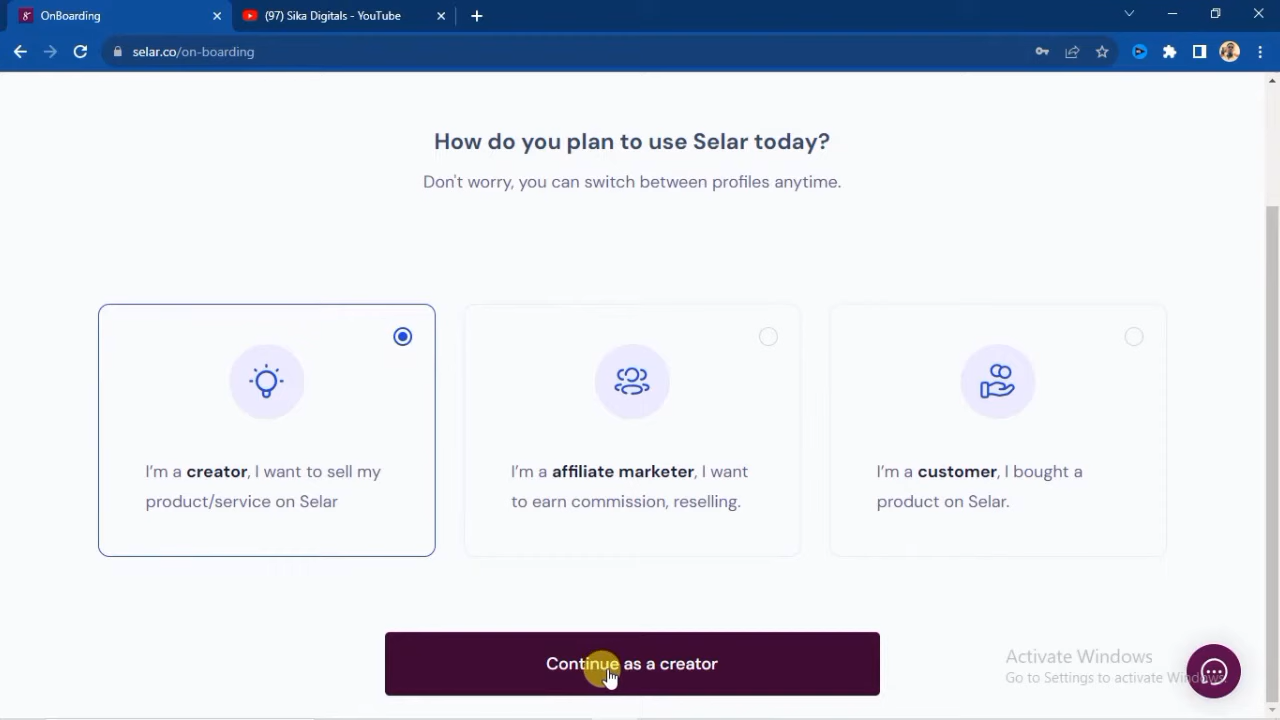 OnBoarding
(97) Sika Digitals - YouTube
selar.co/on-boarding
How do you plan to use Selar today?
Don't worry, you can switch between profiles anytime.
I'm a creator, I want to sell my
product/service on Selar
I'm a affiliate marketer, I want
to earn commission, reselling.
I'm a customer, I bought a
product on Selar.
Continue as a creator
Activate Windows
Go to Settings to activate Windows.